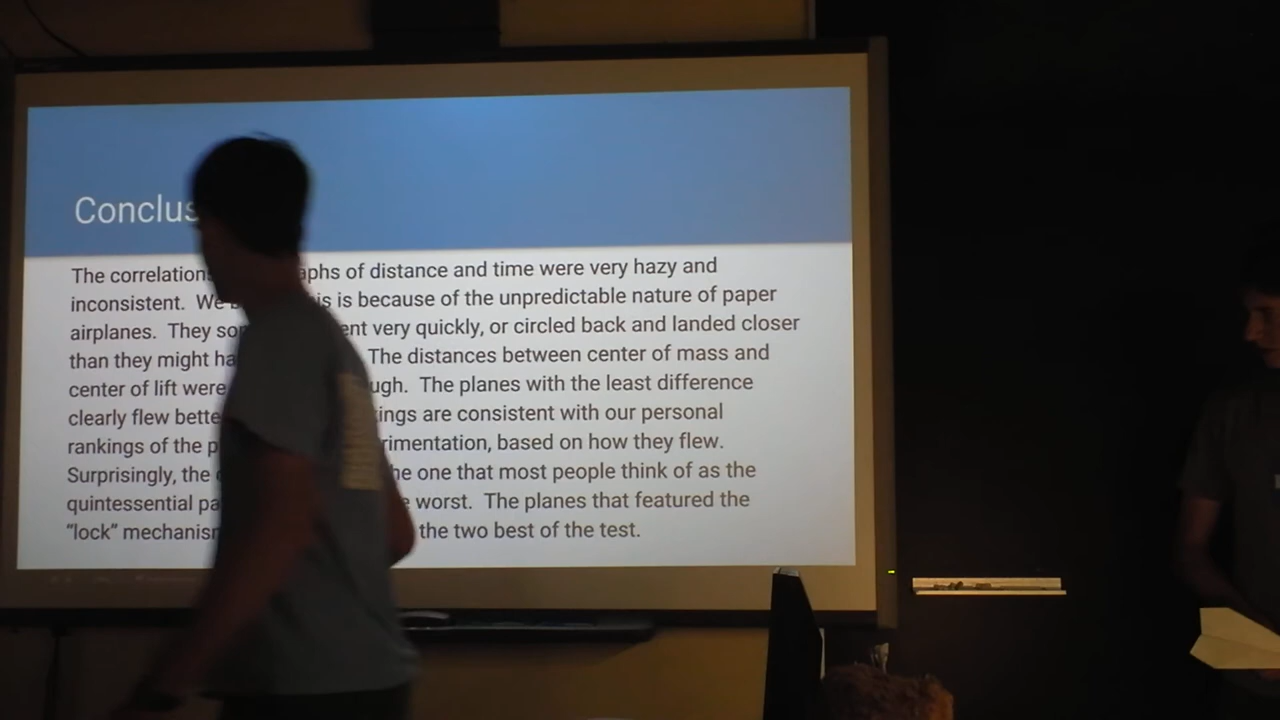 Conclus
The correlations aphs of distance and time were very hazy and
inconsistent. We is is because of the unpredictable nature of paper
airplanes. They so ent very quickly, or circled back and landed closer
than they might ha The distances between center of mass and
center of lift were ugh. The planes with the least difference
clearly flew bette ings are consistent with our personal
rankings of the p rimentation, based on how they flew.
Surprisingly, the he one that most people think of as the
quintessential pa e worst. The planes that featured the
“lock” mechanism the two best of the test.